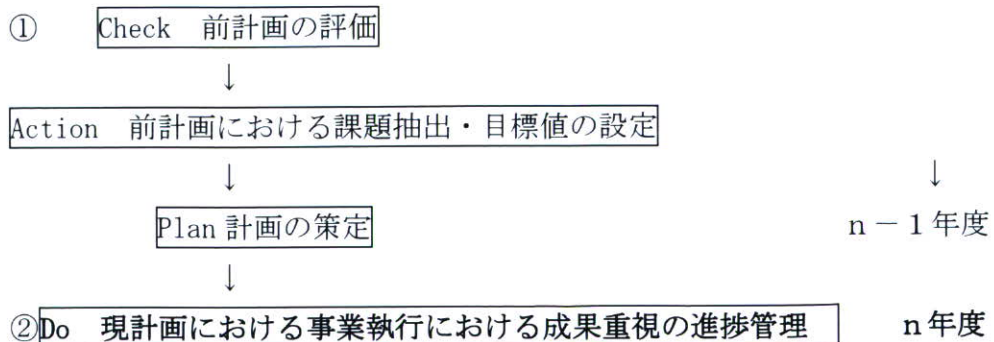 ① Check 前計画の評価
↓
Action 前計画における課題抽出・目標値の設定
↓ ↓
Plan 計画の策定 n－1年度
↓
②Do 現計画における事業執行における成果重視の進捗管理 n年度